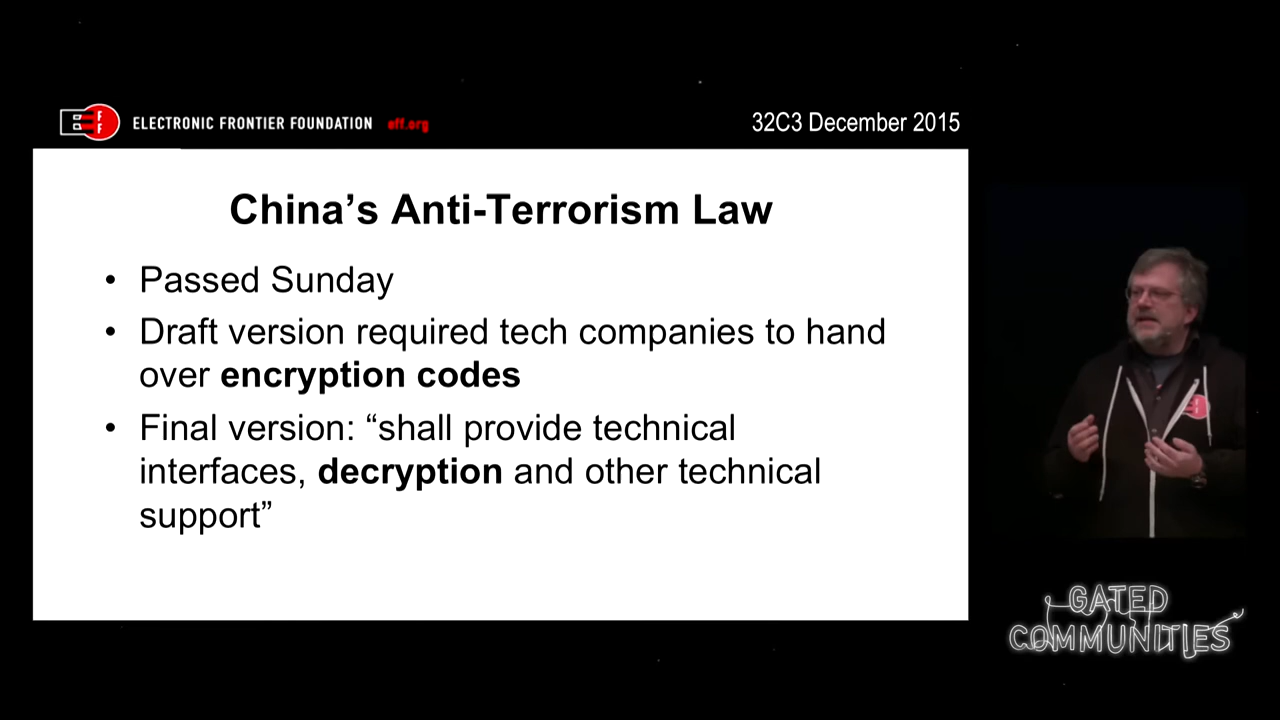 EFF
ELECTRONIC FRONTIER FOUNDATION eff.org
32C3 December 2015
China’s Anti-Terrorism Law
• Passed Sunday
• Draft version required tech companies to hand
over encryption codes
• Final version: “shall provide technical
interfaces, decryption and other technical
support”
GATED
COMMUNITIES